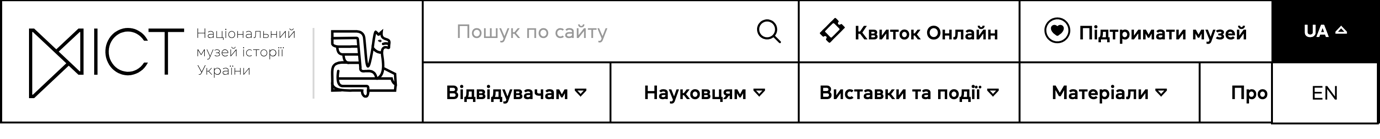 МІСТ
Національний
музей історії
України
Пошук по сайту
Квиток Онлайн
Підтримати музей
UA
Відвідувачам
Науковцям
Виставки та події
Матеріали
Про
EN